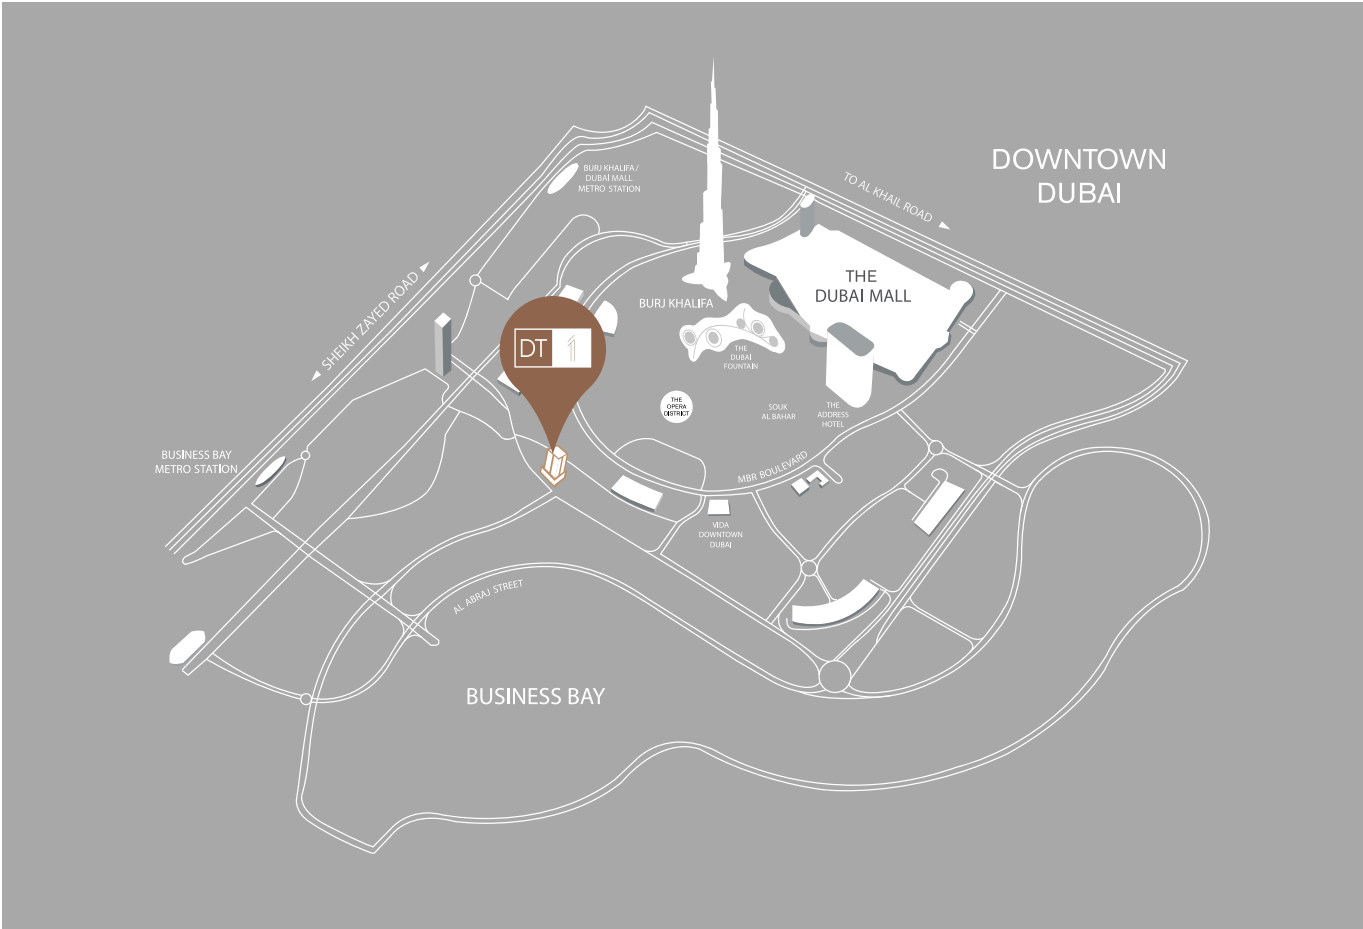 DOWNTOWN
DUBAI
BURJ KHALIFA /
DUBAI MALL
METRO STATION
TO AL KHAIL ROAD
SHEIKH ZAYED ROAD
THE
DUBAI MALL
BURJ KHALIFA
DT 1
THE
DUBAI
FOUNTAIN
THE
OPERA
DISTRICT
SOUK
AL BAHAR
THE
ADDRESS
HOTEL
BUSINESS BAY
METRO STATION
MBR BOULEVARD
VIDA
DOWNTOWN
DUBAI
AL ABRAJ STREET
BUSINESS BAY